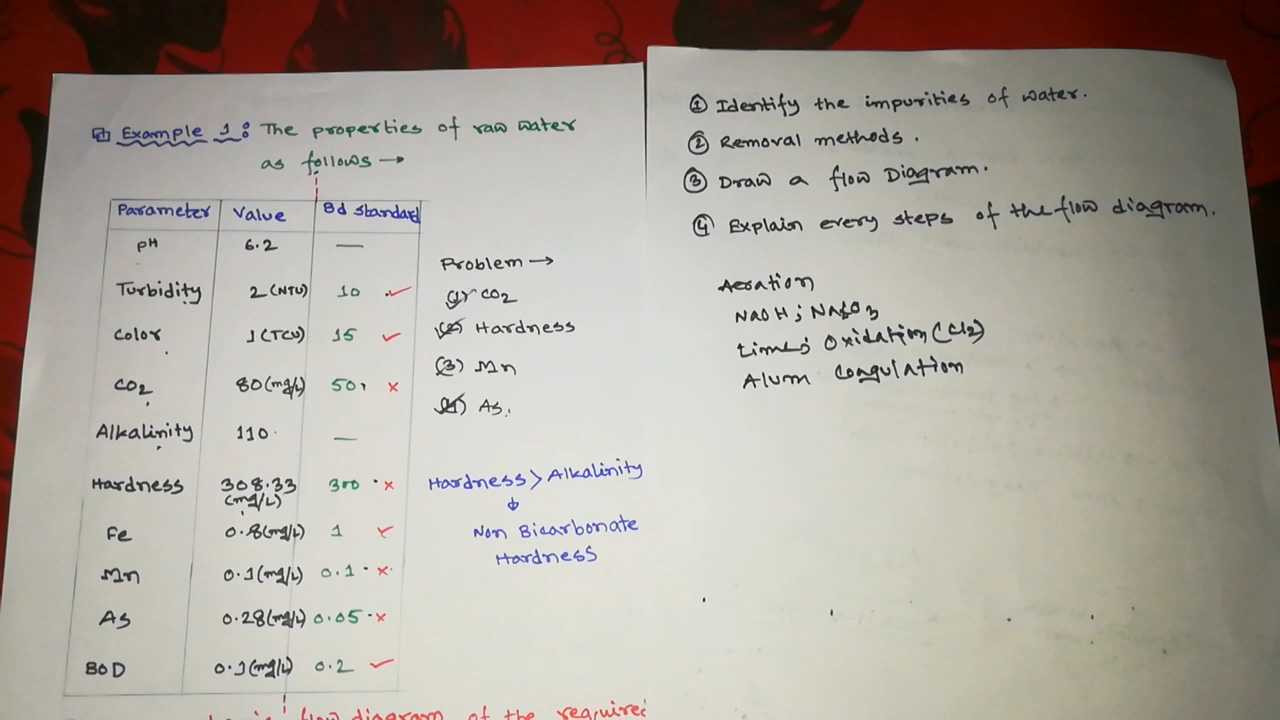 Example 1: The properties of raw water
as follows →
Parameter Value Bd standard
pH 6.2 —
Turbidity 2 (NTU) 10 ✓
Color 1 (TCU) 15 ✓
CO2 80 (mg/L) 50 ×
Alkalinity 110 —
Hardness 308.33 (mg/L) 300 ×
Fe 0.8 (mg/L) 1 ✓
Mn 0.1 (mg/L) 0.1 ×
As 0.28 (mg/L) 0.05 ×
BOD 0.1 (mg/L) 0.2 ✓
flow diagram of the required
Problem →
(1) CO2
(2) Hardness
(3) Mn
(4) As.
Hardness > Alkalinity
↓
Non Bicarbonate
Hardness
① Identify the impurities of water.
② Removal methods.
③ Draw a flow Diagram.
④ Explain every steps of the flow diagram.
Aeration
NaOH;
Oxidation (Cl2)
Alum Coagulation